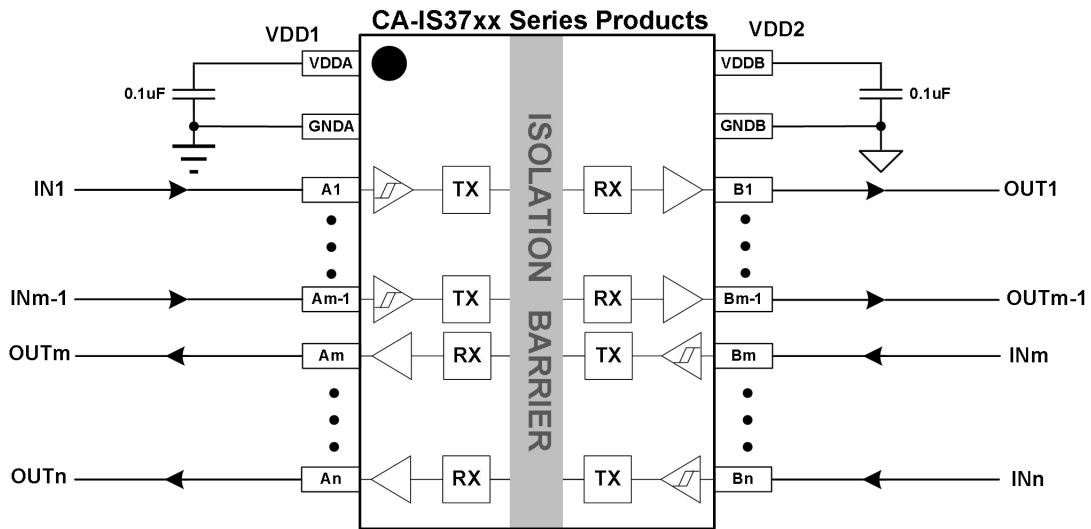 CA-IS37xx Series Products
VDD1
VDD2
VDDA
VDDB
0.1uF
0.1uF
GNDA
GNDB
ISOLATION BARRIER
IN1
A1
TX
RX
B1
OUT1
INm-1
Am-1
TX
RX
Bm-1
OUTm-1
OUTm
Am
RX
TX
Bm
INm
OUTn
An
RX
TX
Bn
INn